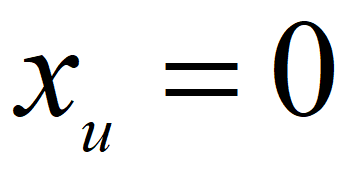 x_u = 0